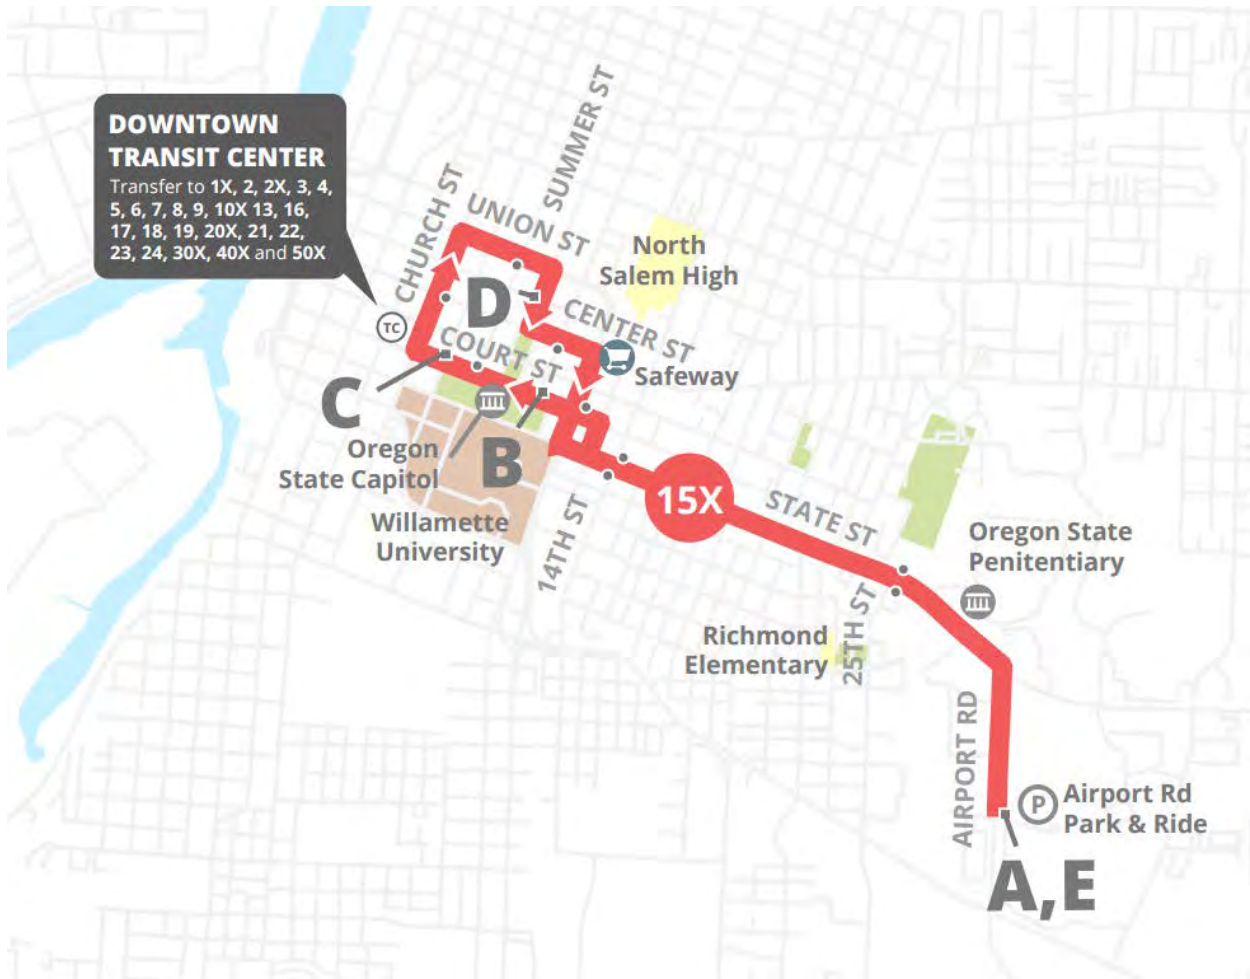 DOWNTOWN
TRANSIT CENTER
Transfer to 1X, 2, 2X, 3, 4,
5, 6, 7, 8, 9, 10X 13, 16,
17, 18, 19, 20X, 21, 22,
23, 24, 30X, 40X and 50X
SUMMER ST
CHURCH ST
UNION ST
North
Salem High
D
CENTER ST
TC
COURT ST
Safeway
C
Oregon
State Capitol
B
15X
STATE ST
Willamette
University
14TH ST
Oregon State
Penitentiary
25TH ST
Richmond
Elementary
AIRPORT RD
P
Airport Rd
Park & Ride
A,E